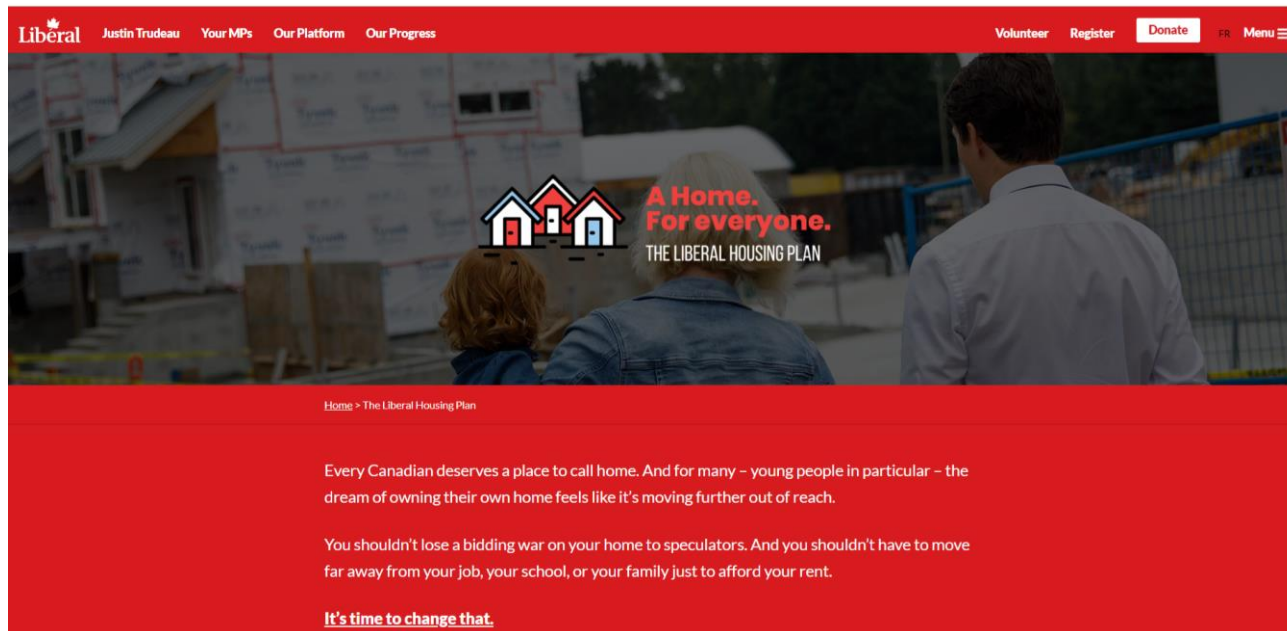 Liberal
Justin Trudeau
Your MPs
Our Platform
Our Progress
Volunteer
Register
Donate
FR
Menu
A Home.
For everyone.
THE LIBERAL HOUSING PLAN
Home > The Liberal Housing Plan
Every Canadian deserves a place to call home. And for many – young people in particular – the
dream of owning their own home feels like it's moving further out of reach.
You shouldn't lose a bidding war on your home to speculators. And you shouldn't have to move
far away from your job, your school, or your family just to afford your rent.
It's time to change that.